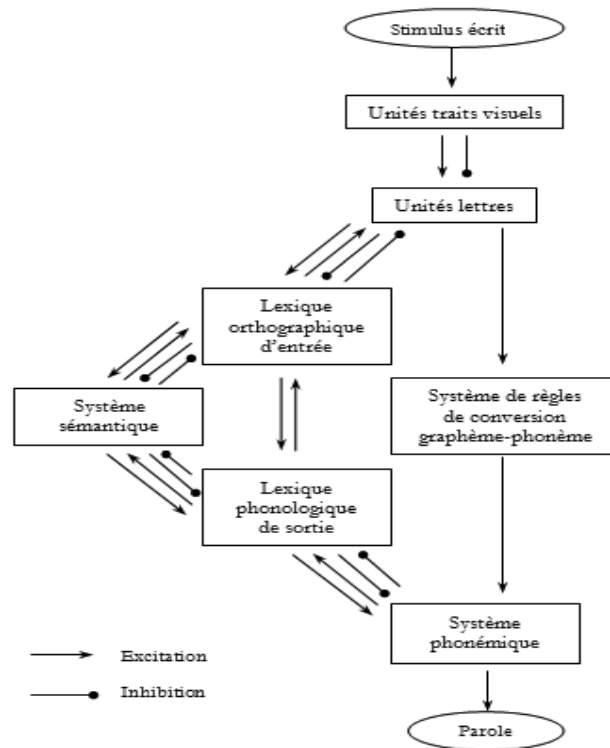 Stimulus écrit
Unités traits visuels
Unités lettres
Lexique
orthographique
d'entrée
Système
sémantique
Système de règles
de conversion
graphème-phonème
Lexique
phonologique
de sortie
Système
phonémique
Excitation
Inhibition
Parole